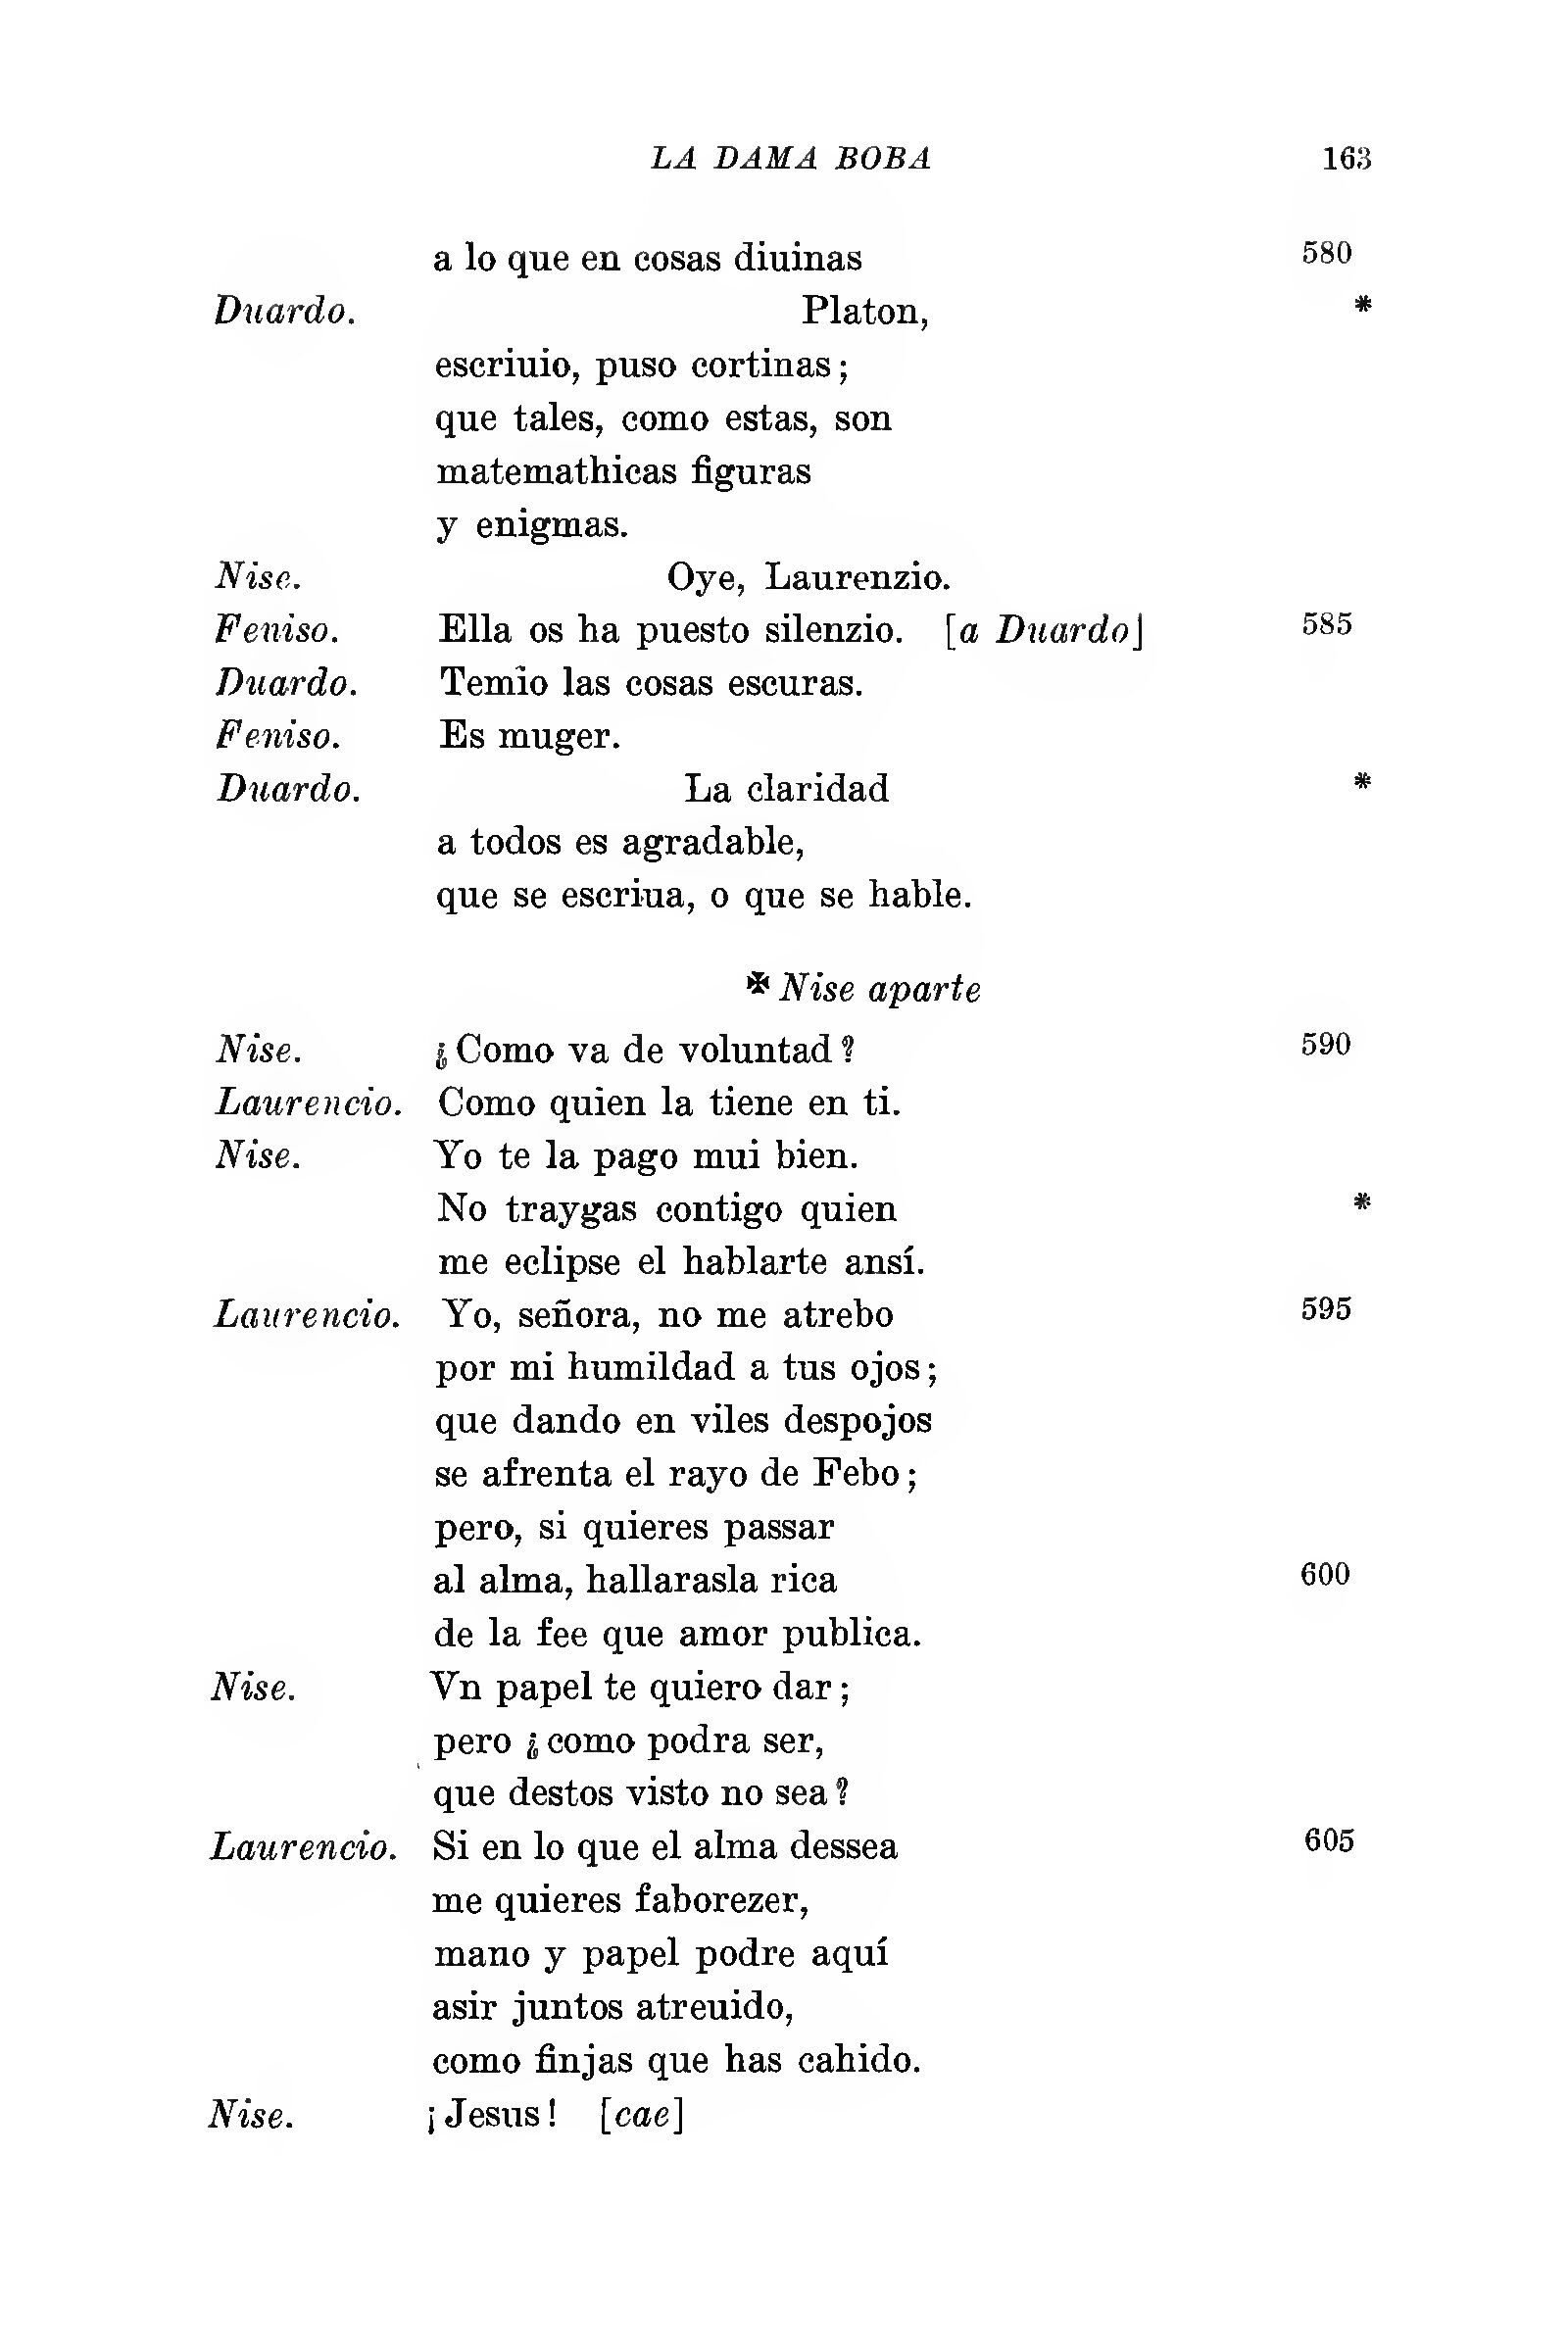 LA DAMA BOBA 163
a lo que en cosas diuinas 580
Duardo. Platon, *
escriuio, puso cortinas;
que tales, como estas, son
matemathicas figuras
y enigmas.
Nise. Oye, Laurenzio.
Feniso. Ella os ha puesto silenzio. [a Duardo] 585
Duardo. Temio las cosas escuras.
Feniso. Es muger.
Duardo. La claridad *
a todos es agradable,
que se escriua, o que se hable.
✠ Nise aparte
Nise. ¿Como va de voluntad? 590
Laurencio. Como quien la tiene en ti.
Nise. Yo te la pago mui bien.
No traygas contigo quien *
me eclipse el hablarte ansí.
Laurencio. Yo, señora, no me atrebo 595
por mi humildad a tus ojos;
que dando en viles despojos
se afrenta el rayo de Febo;
pero, si quieres passar
al alma, hallarasla rica 600
de la fee que amor publica.
Nise. Vn papel te quiero dar;
pero ¿como podra ser,
que destos visto no sea?
Laurencio. Si en lo que el alma dessea 605
me quieres faborezer,
mano y papel podre aquí
asir juntos atreuido,
como finjas que has cahido.
Nise. ¡Jesus! [cae]